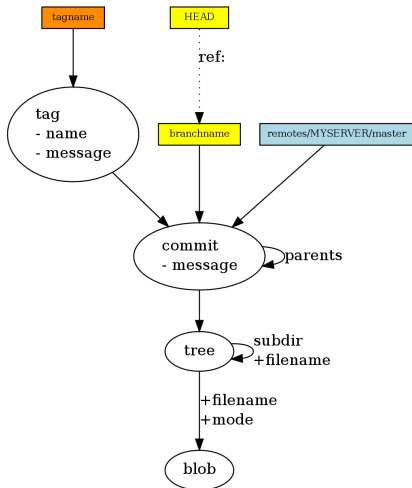 tagname
HEAD
ref:
branchname
remotes/MYSERVER/master
tag
- name
- message
commit
- message
parents
tree
subdir
+filename
+filename
+mode
blob